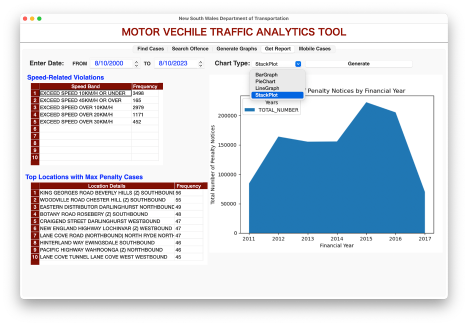 New South Wales Department of Transportation
MOTOR VECHILE TRAFFIC ANALYTICS TOOL
Find Cases Search Offence Generate Graphs Get Report Mobile Cases
Enter Date: FROM 8/10/2000 TO 8/10/2023
Chart Type: StackPlot Generate
BarGraph
PieChart
LineGraph
StackPlot
Speed-Related Violations
Speed Band Frequency
1 EXCEED SPEED 10KM/H OR UNDER 3498
2 EXCEED SPEED 45KM/H OR OVER 165
3 EXCEED SPEED OVER 10KM/H 2979
4 EXCEED SPEED OVER 20KM/H 1171
5 EXCEED SPEED OVER 30KM/H 452
6
7
8
9
10
Top Locations with Max Penalty Cases
Location Details Frequency
1 KING GEORGES ROAD BEVERLY HILLS (Z) SOUTHBOUND 56
2 WOODVILLE ROAD CHESTER HILL (Z) SOUTHBOUND 55
3 EASTERN DISTRIBUTOR DARLINGHURST NORTHBOUND 49
4 BOTANY ROAD ROSEBERY (Z) SOUTHBOUND 48
5 CRAIGEND STREET DARLINGHURST WESTBOUND 47
6 NEW ENGLAND HIGHWAY LOCHINVAR (Z) WESTBOUND 47
7 LANE COVE ROAD (NORTHBOUND) NORTH RYDE NORTH 47
8 HINTERLAND WAY EWINGSDALE SOUTHBOUND 46
9 PACIFIC HIGHWAY WAHROONGA (Z) NORTHBOUND 46
10 LANE COVE TUNNEL LANE COVE WEST WESTBOUND 45
Penalty Notices by Financial Year
Years
TOTAL_NUMBER
Total Number of Penalty Notices
200000
150000
100000
50000
0
2011 2012 2013 2014 2015 2016 2017
Financial Year